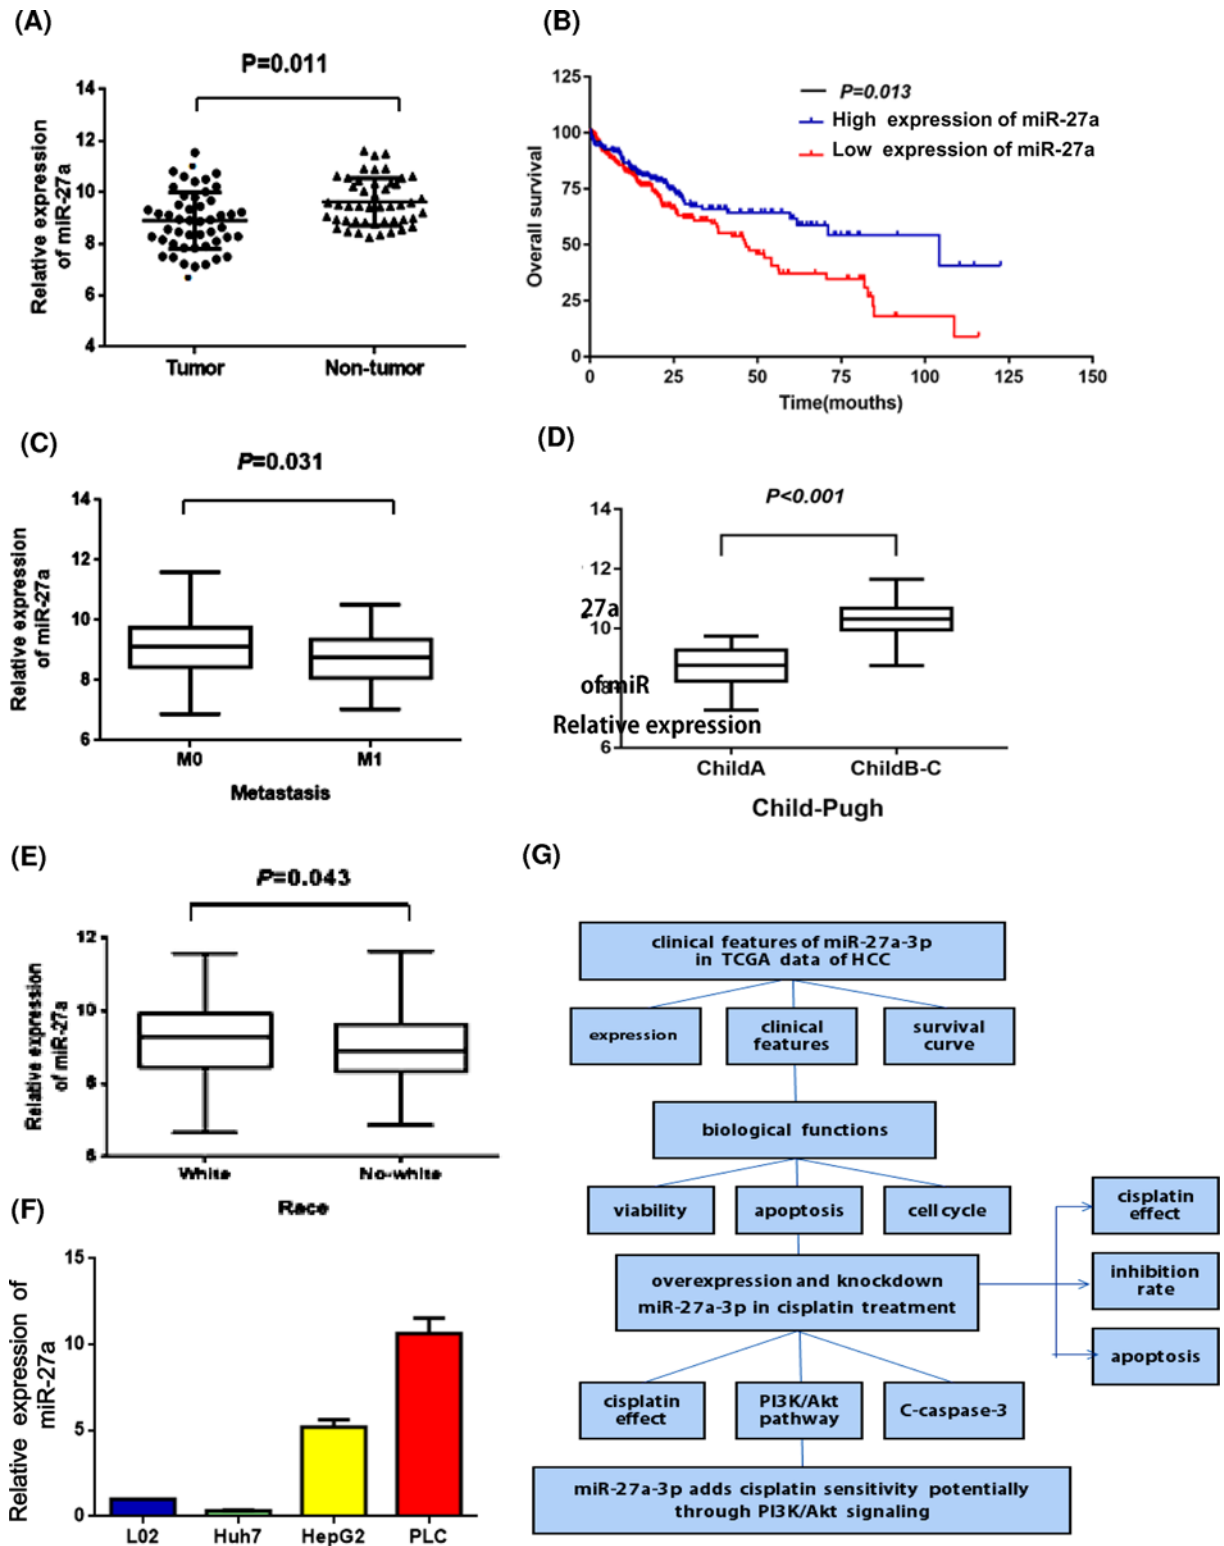 (A)
P=0.011
14
12
10
8
6
4
Relative expression
of miR-27a
Tumor
Non-tumor
(B)
125
100
75
50
25
0
Overall survival
P=0.013
High expression of miR-27a
Low expression of miR-27a
0
25
50
75
100
125
150
Time(mouths)
(C)
P=0.031
14
12
10
8
6
Relative expression
of miR-27a
M0
M1
Metastasis
(D)
P<0.001
14
12
27a
10
of miR
8
Relative expression
6
ChildA
ChildB-C
Child-Pugh
(E)
P=0.043
12
10
8
6
Relative expression
of miR-27a
White
No-white
Race
(F)
15
10
5
0
Relative expression of
miR-27a
L02
Huh7
HepG2
PLC
(G)
clinical features of miR-27a-3p
in TCGA data of HCC
expression
clinical
features
survival
curve
biological functions
viability
apoptosis
cell cycle
overexpression and knockdown
miR-27a-3p in cisplatin treatment
cisplatin
effect
inhibition
rate
apoptosis
cisplatin
effect
PI3K/Akt
pathway
C-caspase-3
miR-27a-3p adds cisplatin sensitivity potentially
through PI3K/Akt signaling